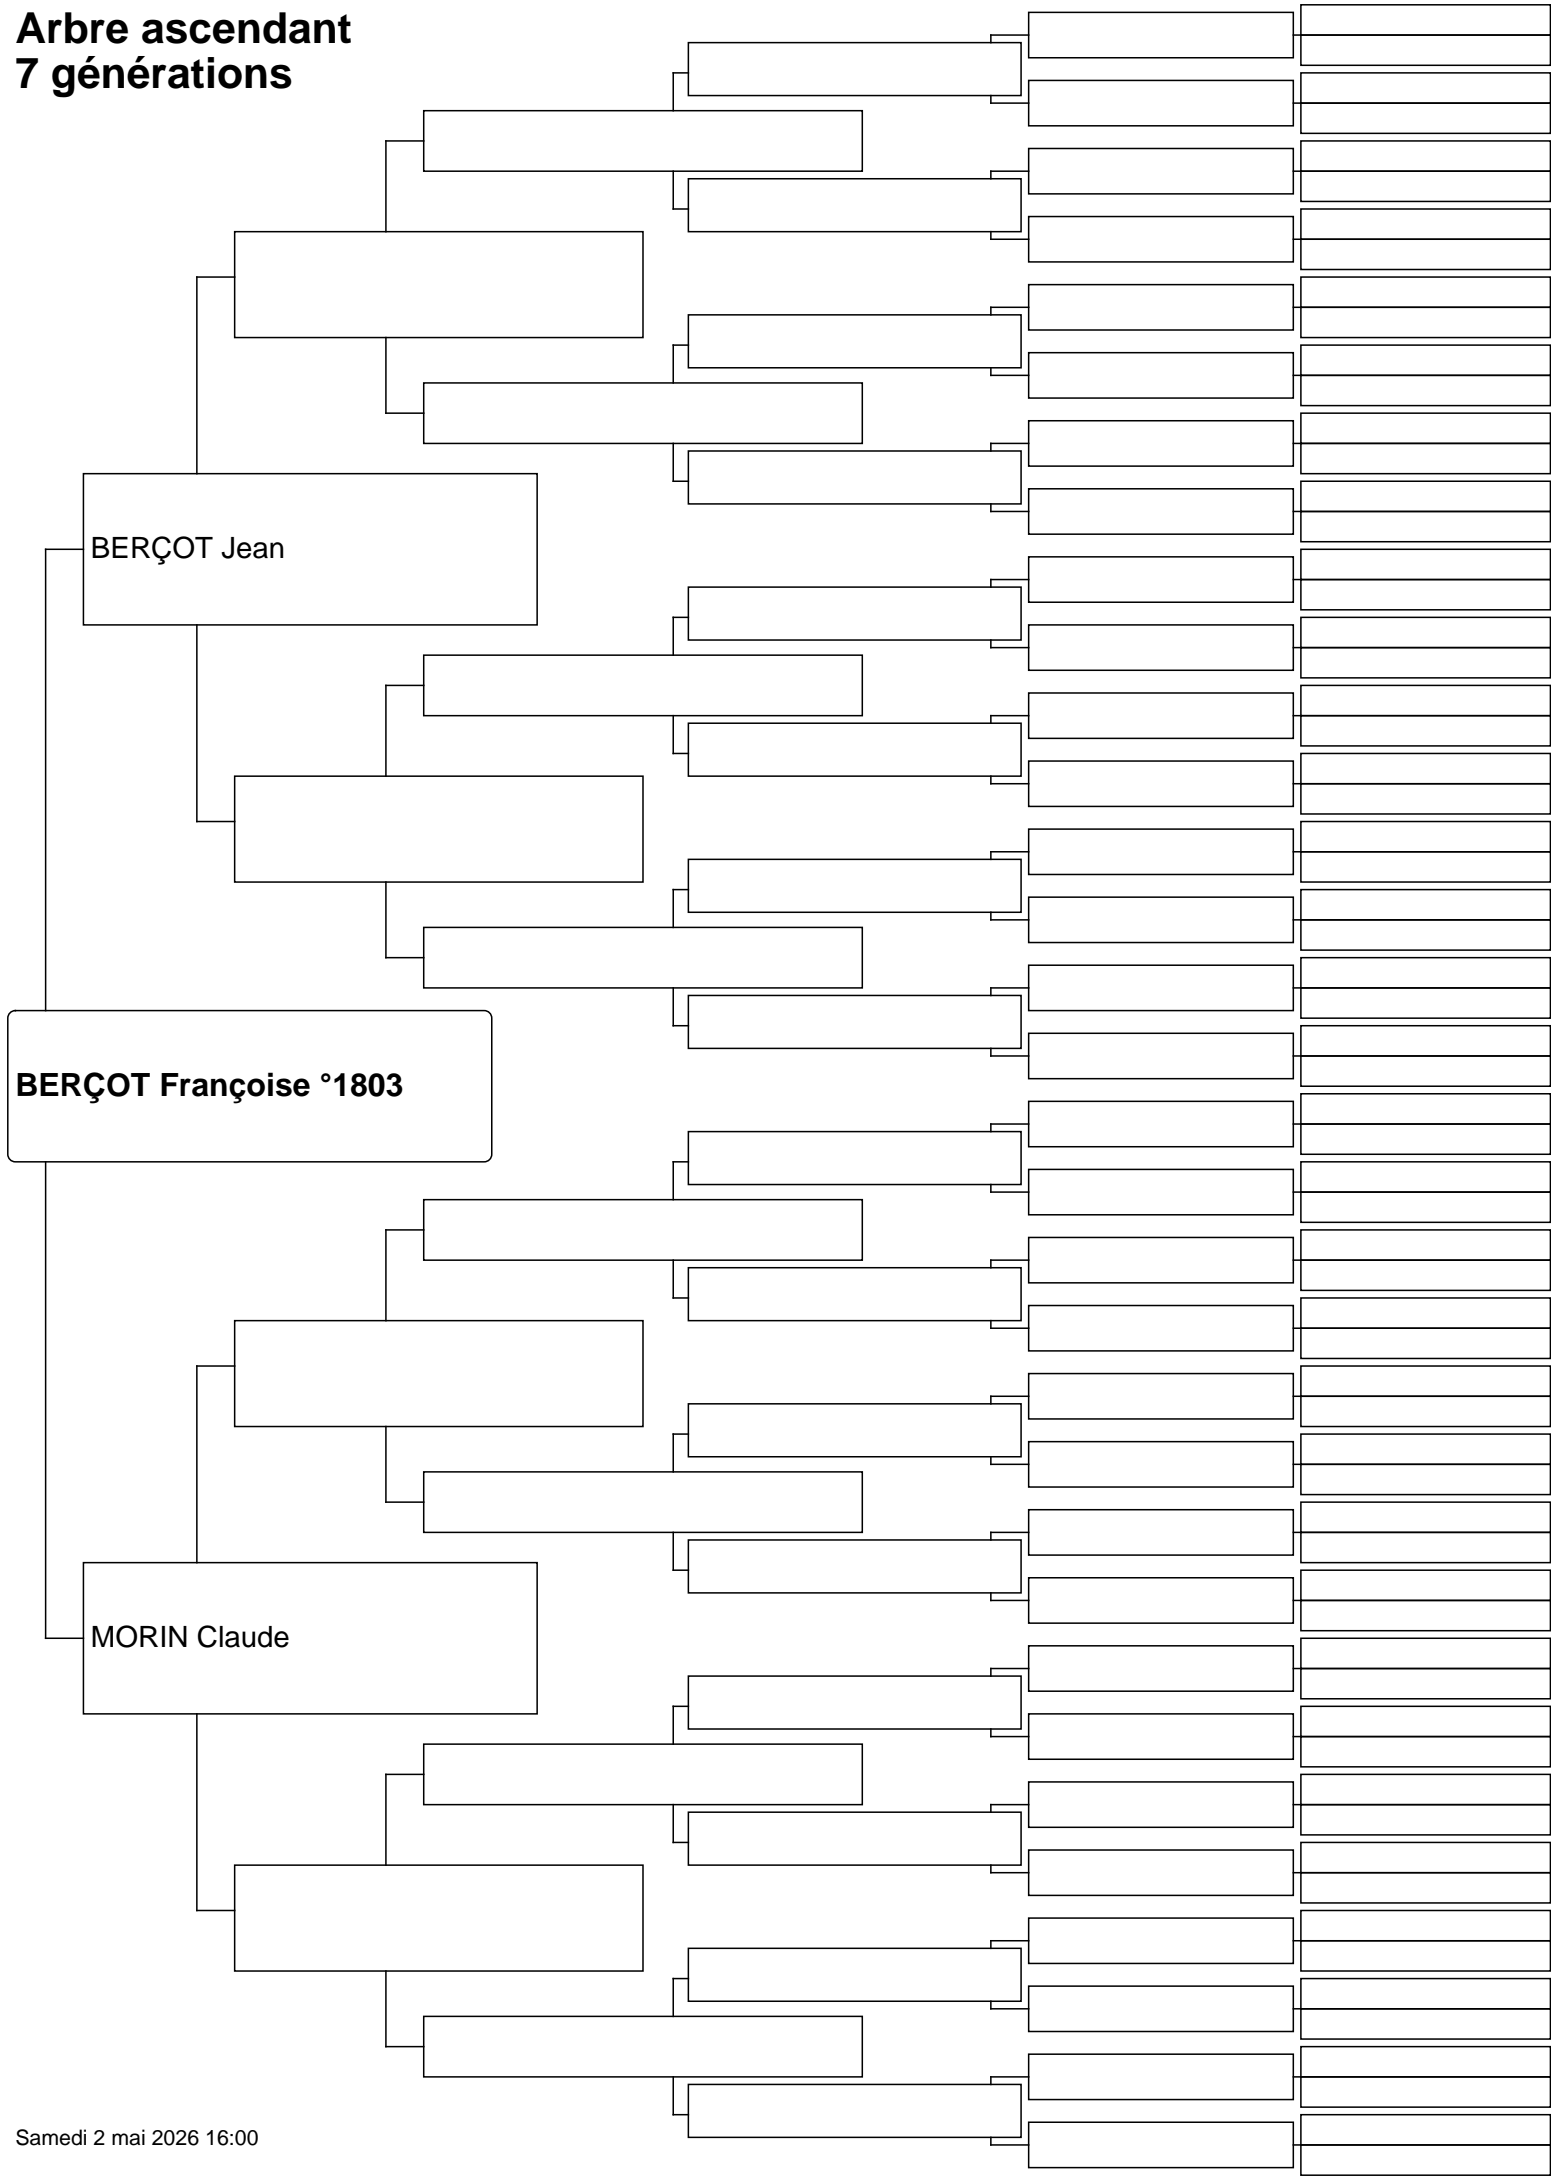 Arbre ascendant
7 générations
BERÇOT Jean
BERÇOT Françoise °1803
MORIN Claude
Samedi 2 mai 2026 16:00